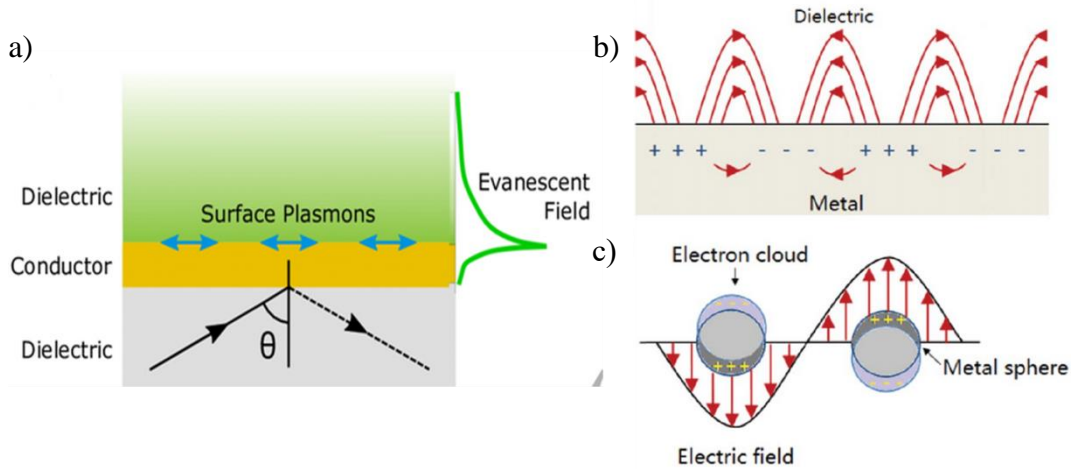 a)
Dielectric
Surface Plasmons
Evanescent
Field
Conductor
Dielectric
θ
b)
Dielectric
+ + + - - - + + + - - -
Metal
c)
Electron cloud
- - -
+ + +
+ + +
- - -
Metal sphere
Electric field